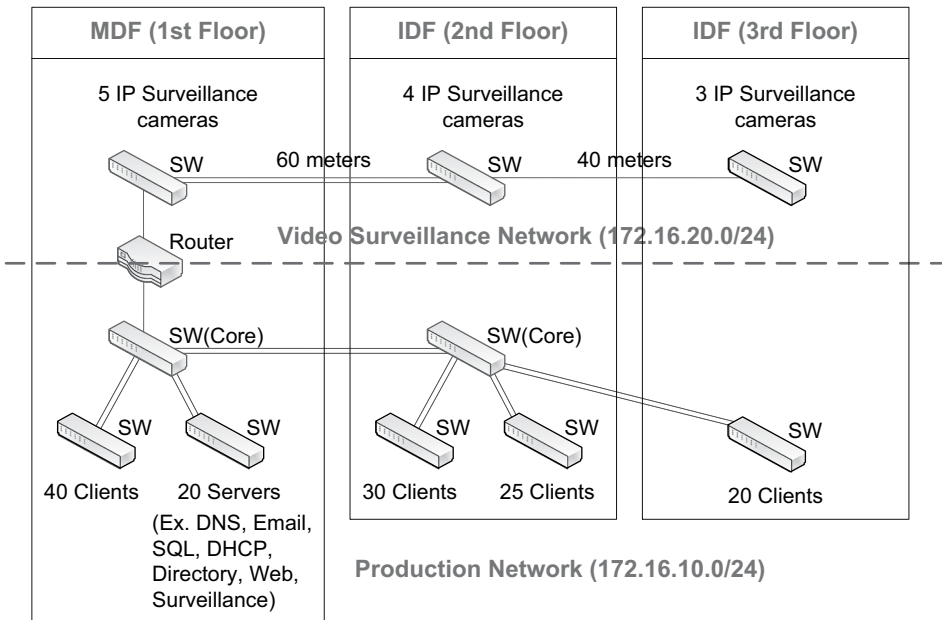 MDF (1st Floor)
IDF (2nd Floor)
IDF (3rd Floor)
5 IP Surveillance
cameras
4 IP Surveillance
cameras
3 IP Surveillance
cameras
SW
60 meters
SW
40 meters
SW
Router
Video Surveillance Network (172.16.20.0/24)
SW(Core)
SW(Core)
SW
SW
SW
SW
SW
40 Clients
20 Servers
(Ex. DNS, Email,
SQL, DHCP,
Directory, Web,
Surveillance)
30 Clients
25 Clients
20 Clients
Production Network (172.16.10.0/24)